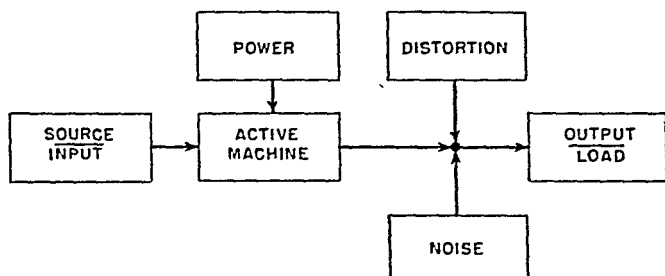 POWER
DISTORTION
SOURCE
INPUT
ACTIVE
MACHINE
OUTPUT
LOAD
NOISE